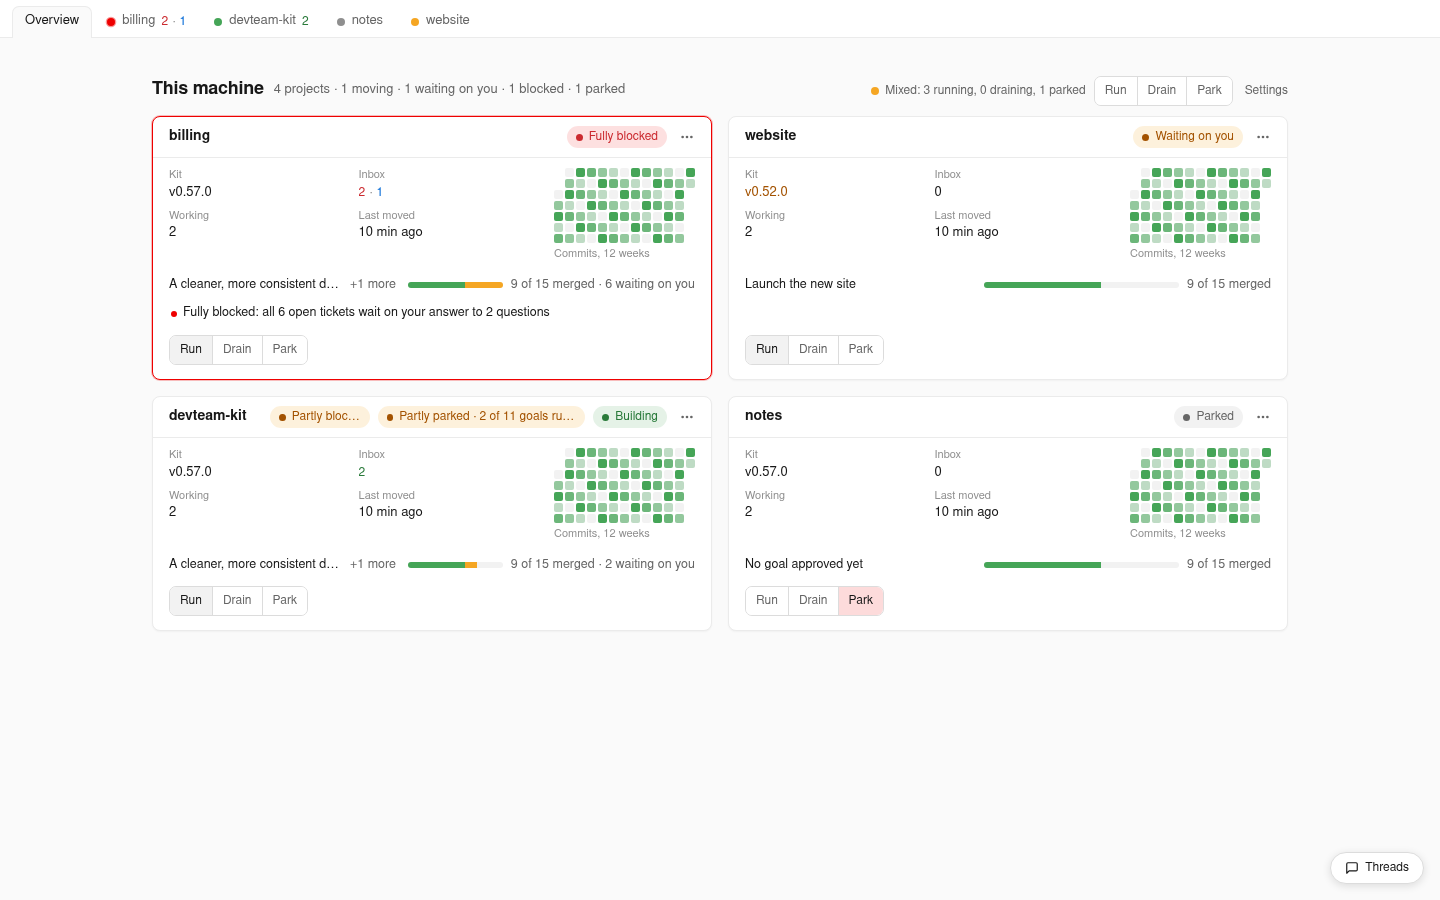 Overview
billing 2 · 1
devteam-kit 2
notes
website
This machine
4 projects · 1 moving · 1 waiting on you · 1 blocked · 1 parked
Mixed: 3 running, 0 draining, 1 parked
Run
Drain
Park
Settings
billing
Fully blocked
Kit
v0.57.0
Inbox
2 · 1
Working
2
Last moved
10 min ago
Commits, 12 weeks
A cleaner, more consistent d…
+1 more
9 of 15 merged · 6 waiting on you
Fully blocked: all 6 open tickets wait on your answer to 2 questions
Run
Drain
Park
website
Waiting on you
Kit
v0.52.0
Inbox
0
Working
2
Last moved
10 min ago
Commits, 12 weeks
Launch the new site
9 of 15 merged
Run
Drain
Park
devteam-kit
Partly bloc…
Partly parked · 2 of 11 goals ru…
Building
Kit
v0.57.0
Inbox
2
Working
2
Last moved
10 min ago
Commits, 12 weeks
A cleaner, more consistent d…
+1 more
9 of 15 merged · 2 waiting on you
Run
Drain
Park
notes
Parked
Kit
v0.57.0
Inbox
0
Working
2
Last moved
10 min ago
Commits, 12 weeks
No goal approved yet
9 of 15 merged
Run
Drain
Park
Threads